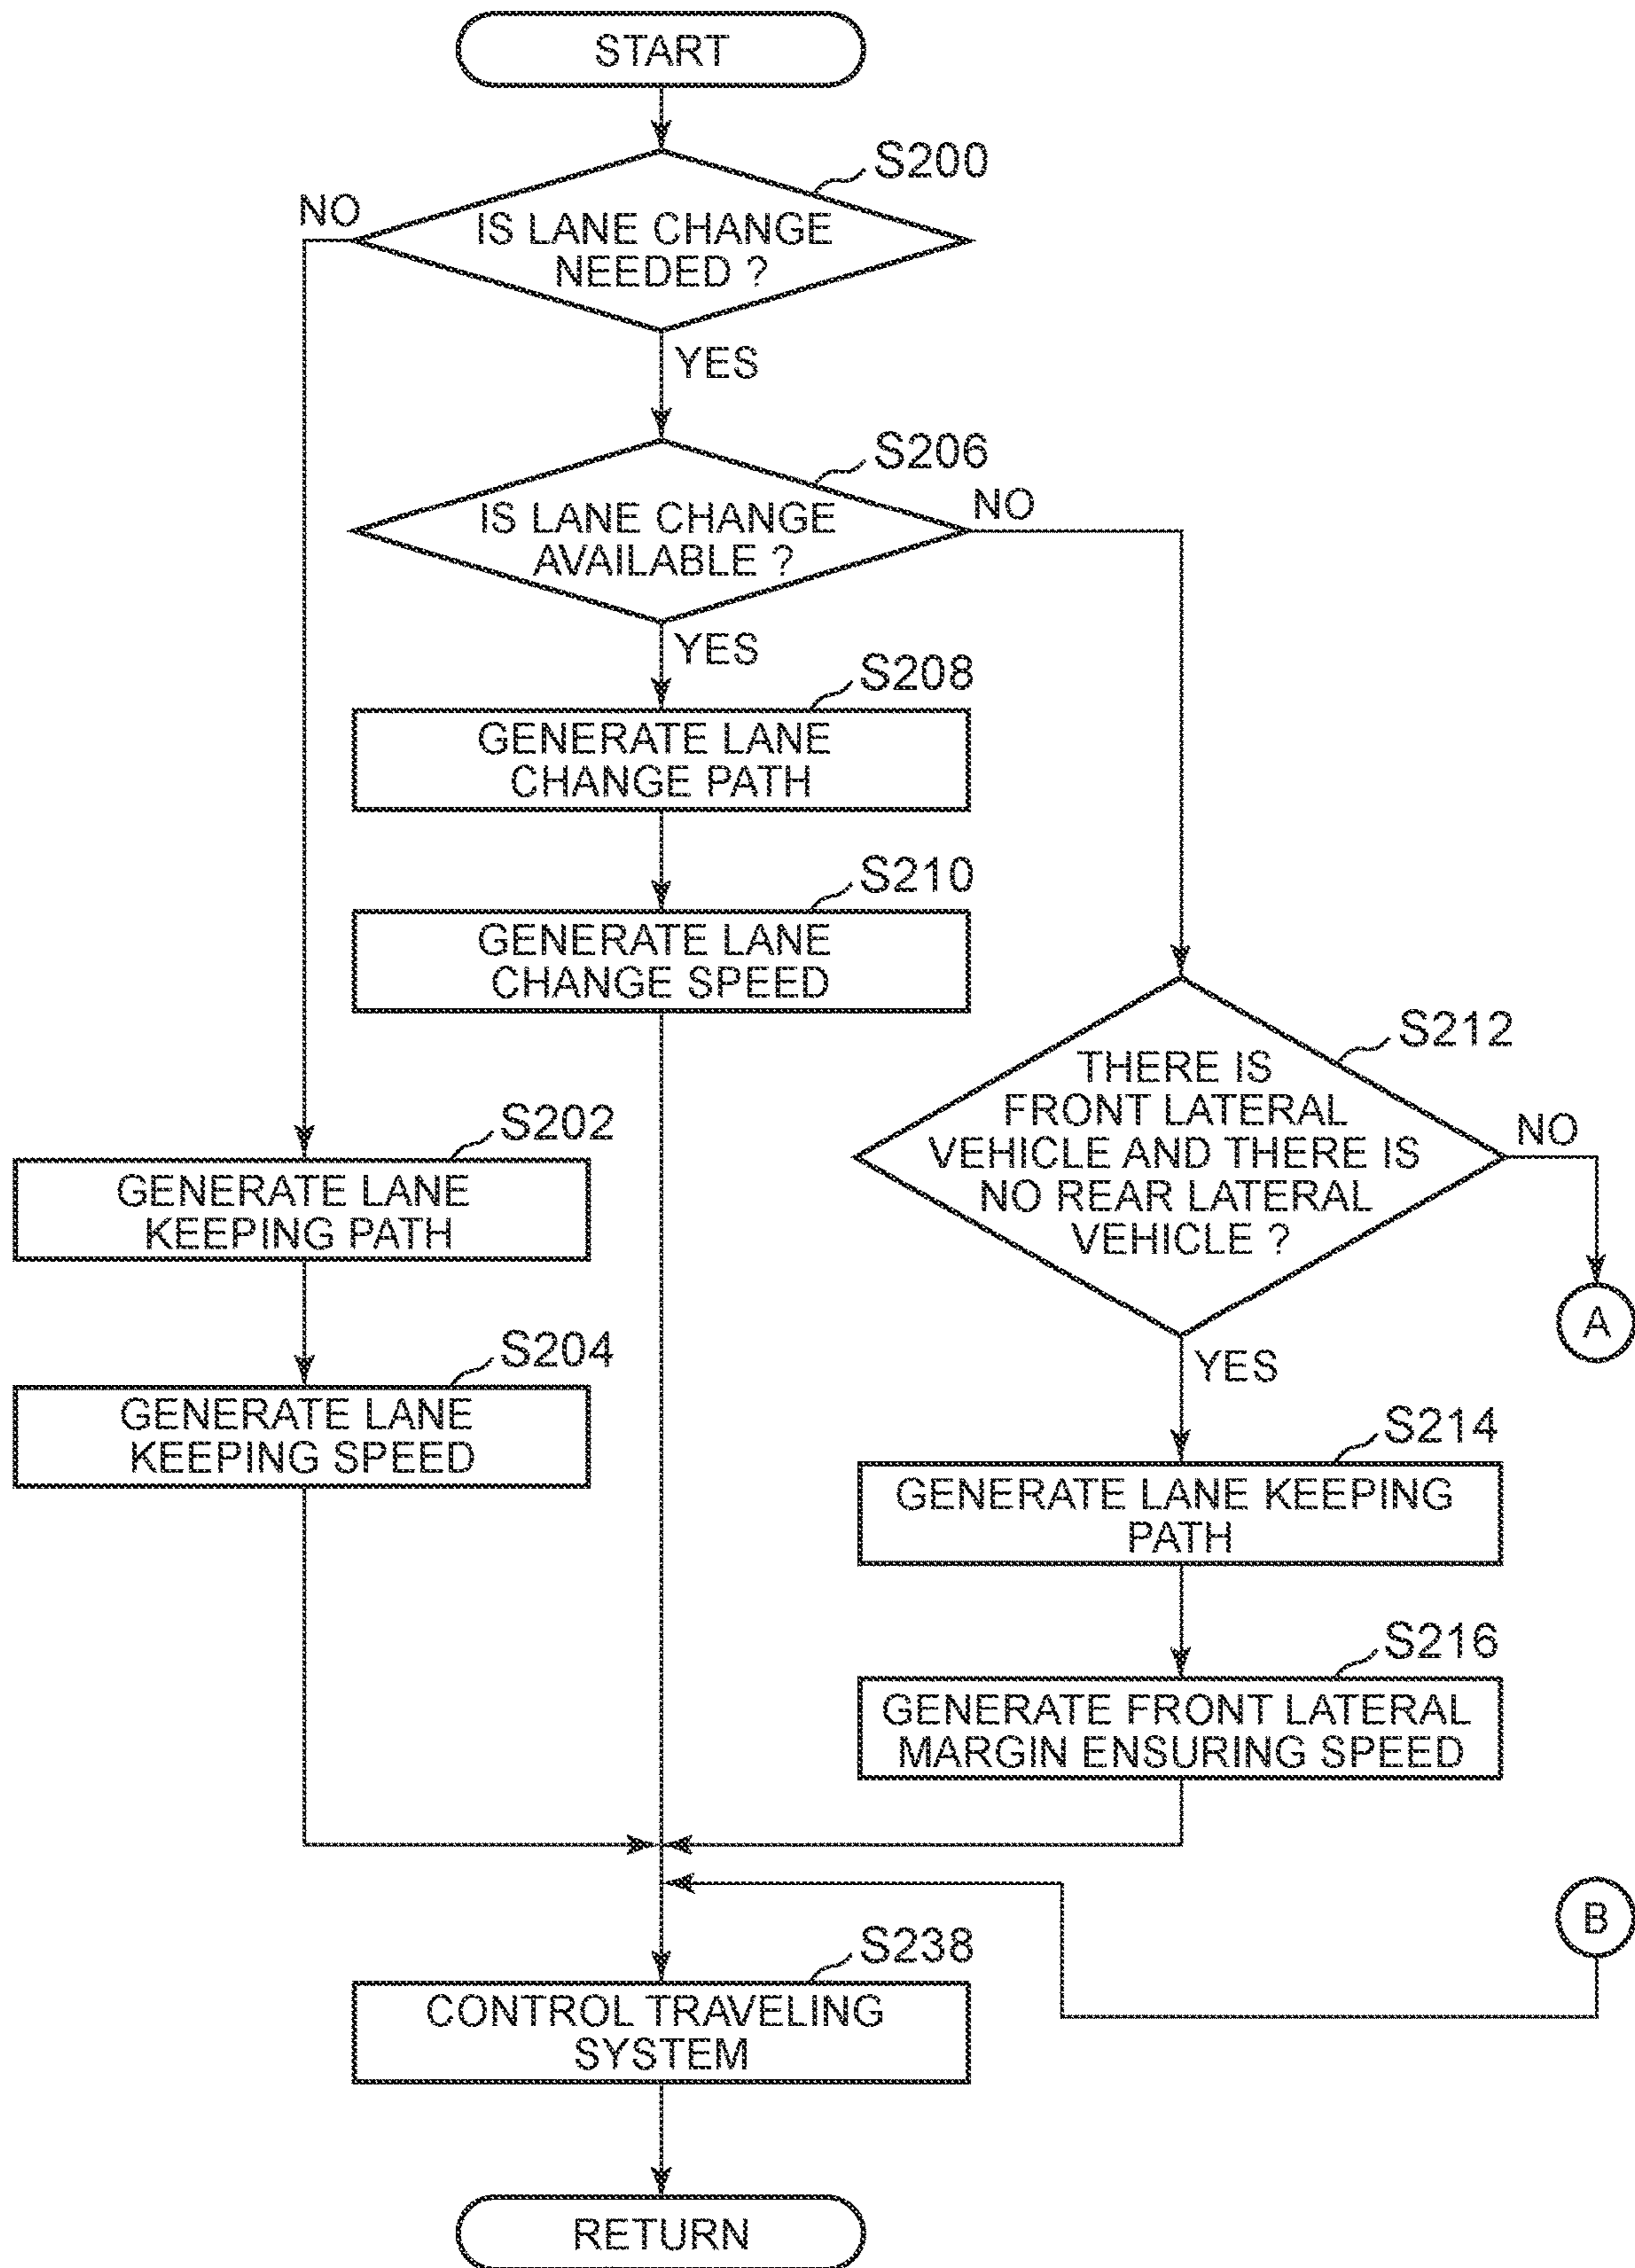 START
S200
NO
IS LANE CHANGE
NEEDED ?
YES
S206
NO
IS LANE CHANGE
AVAILABLE ?
YES
S208
GENERATE LANE
CHANGE PATH
S210
GENERATE LANE
CHANGE SPEED
S212
THERE IS
FRONT LATERAL
VEHICLE AND THERE IS
NO REAR LATERAL
VEHICLE ?
NO
A
YES
S202
GENERATE LANE
KEEPING PATH
S204
GENERATE LANE
KEEPING SPEED
S214
GENERATE LANE KEEPING
PATH
S216
GENERATE FRONT LATERAL
MARGIN ENSURING SPEED
B
S238
CONTROL TRAVELING
SYSTEM
RETURN